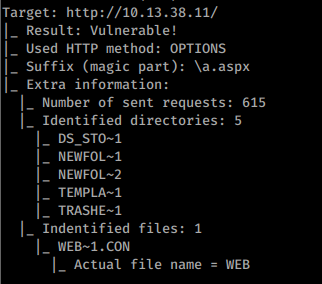 Target: http://10.13.38.11/
|_ Result: Vulnerable!
|_ Used HTTP method: OPTIONS
|_ Suffix (magic part): \a.aspx
|_ Extra information:
|_ Number of sent requests: 615
|_ Identified directories: 5
|_ DS_STO~1
|_ NEWFOL~1
|_ NEWFOL~2
|_ TEMPLA~1
|_ TRASHE~1
|_ Indentified files: 1
|_ WEB~1.CON
|_ Actual file name = WEB